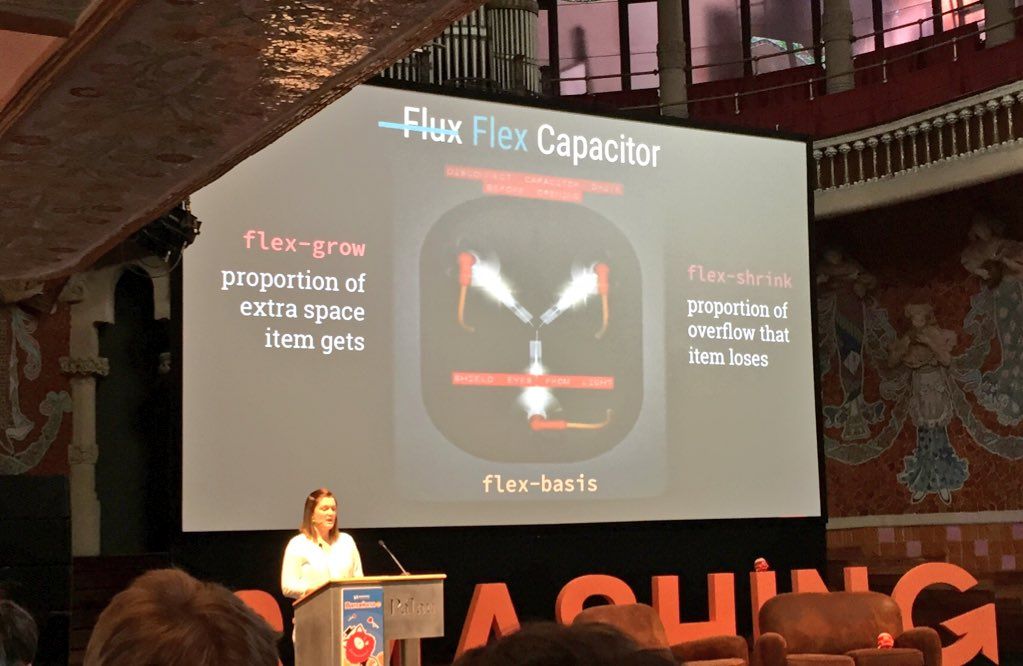 Flux Flex Capacitor
DISCONNECT CAPACITOR DRIVE
BEFORE OPENING
flex-grow
proportion of
extra space
item gets
flex-shrink
proportion of
overflow that
item loses
SHIELD EYES FROM LIGHT
flex-basis
Palau
ASHING